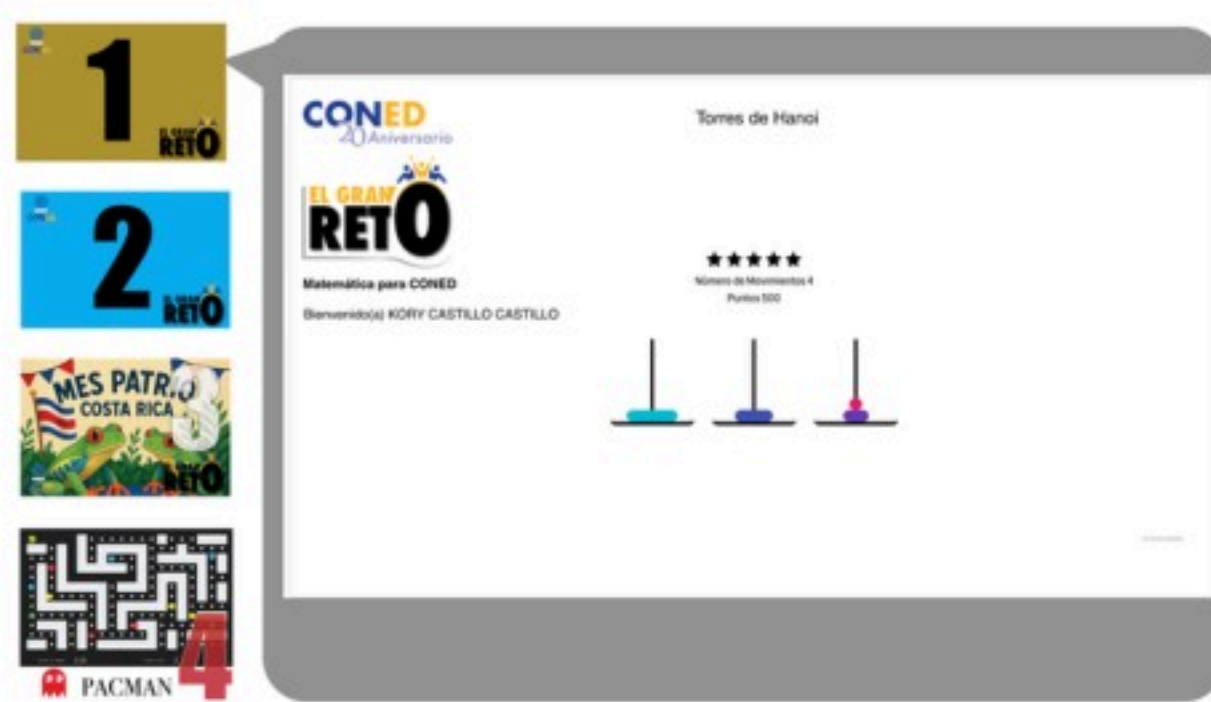 1
EL GRAN
RETO
2
EL GRAN
RETO
MES PATRIO
COSTA RICA
3
EL GRAN
RETO
4
PACMAN
CONED
20 Aniversario
EL GRAN
RETO
Matemática para CONED
Bienvenido(a) KORY CASTILLO CASTILLO
Torres de Hanoi
Número de Movimientos 4
Puntos 500